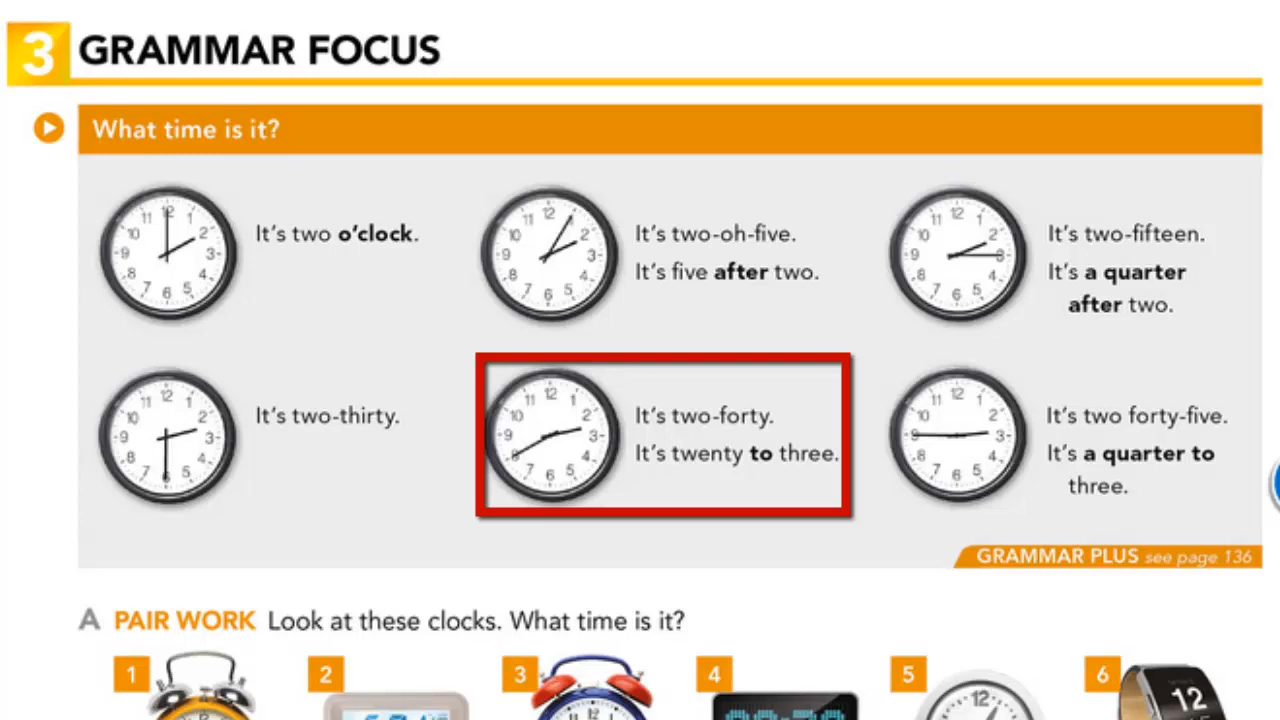 3 GRAMMAR FOCUS
What time is it?
It's two o'clock.
It's two-oh-five.
It's five after two.
It's two-fifteen.
It's a quarter
after two.
It's two-thirty.
It's two-forty.
It's twenty to three.
It's two forty-five.
It's a quarter to
three.
GRAMMAR PLUS see page 136
A PAIR WORK Look at these clocks. What time is it?
1 2 3 4 5 6
12